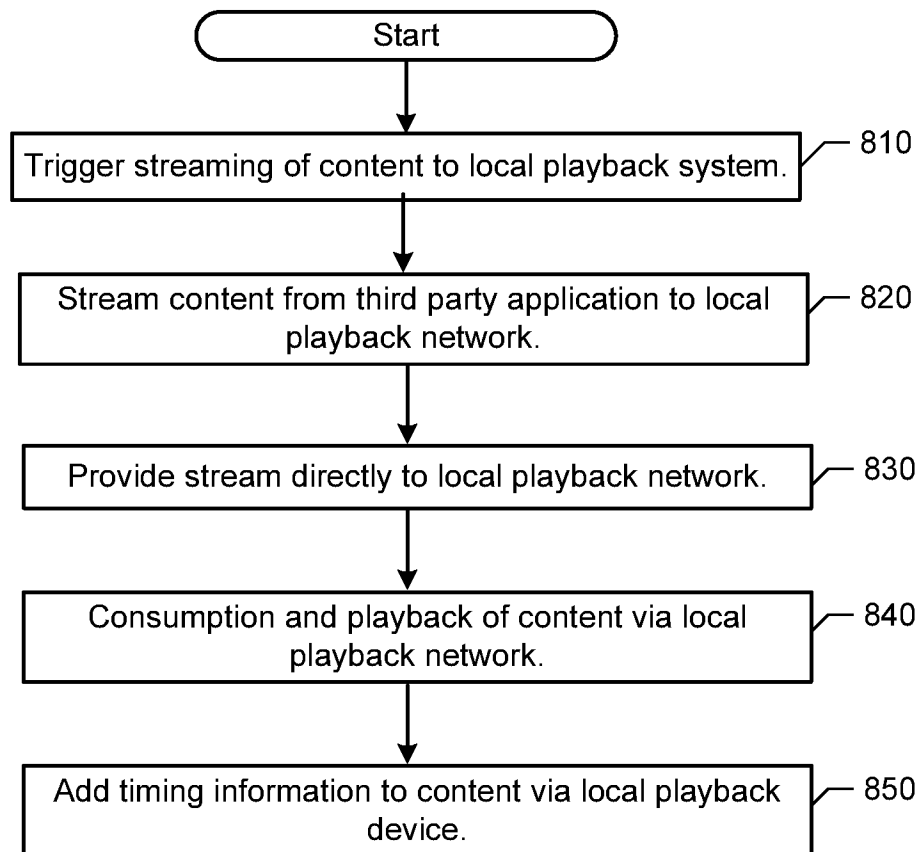 Start
Trigger streaming of content to local playback system.
810
Stream content from third party application to local
playback network.
820
Provide stream directly to local playback network.
830
Consumption and playback of content via local
playback network.
840
Add timing information to content via local playback
device.
850